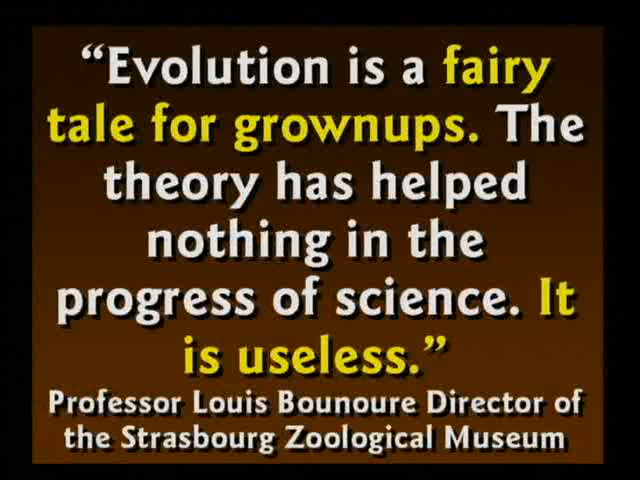 “Evolution is a fairy
tale for grownups. The
theory has helped
nothing in the
progress of science. It
is useless.”
Professor Louis Bounoure Director of
the Strasbourg Zoological Museum